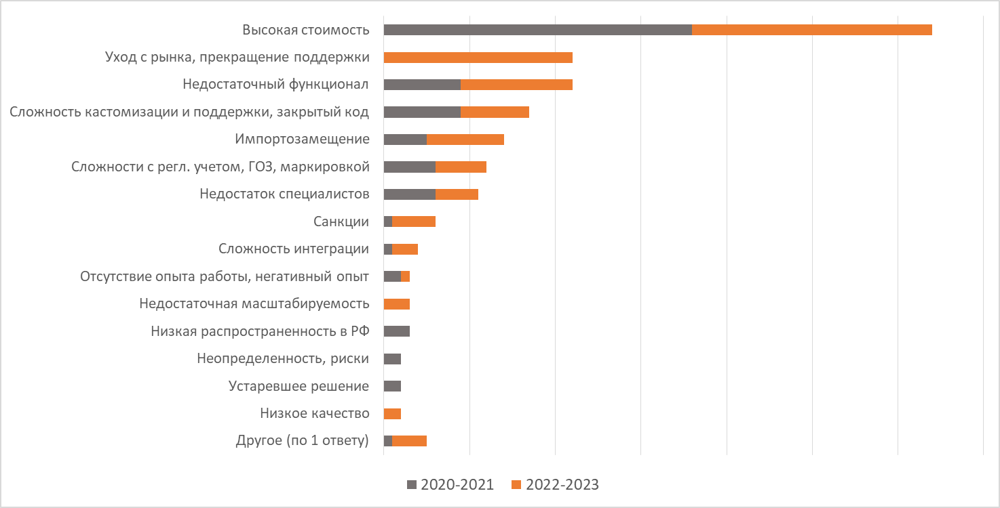 Высокая стоимость
Уход с рынка, прекращение поддержки
Недостаточный функционал
Сложность кастомизации и поддержки, закрытый код
Импортозамещение
Сложности с регл. учетом, ГОЗ, маркировкой
Недостаток специалистов
Санкции
Сложность интеграции
Отсутствие опыта работы, негативный опыт
Недостаточная масштабируемость
Низкая распространенность в РФ
Неопределенность, риски
Устаревшее решение
Низкое качество
Другое (по 1 ответу)
2020-2021 2022-2023